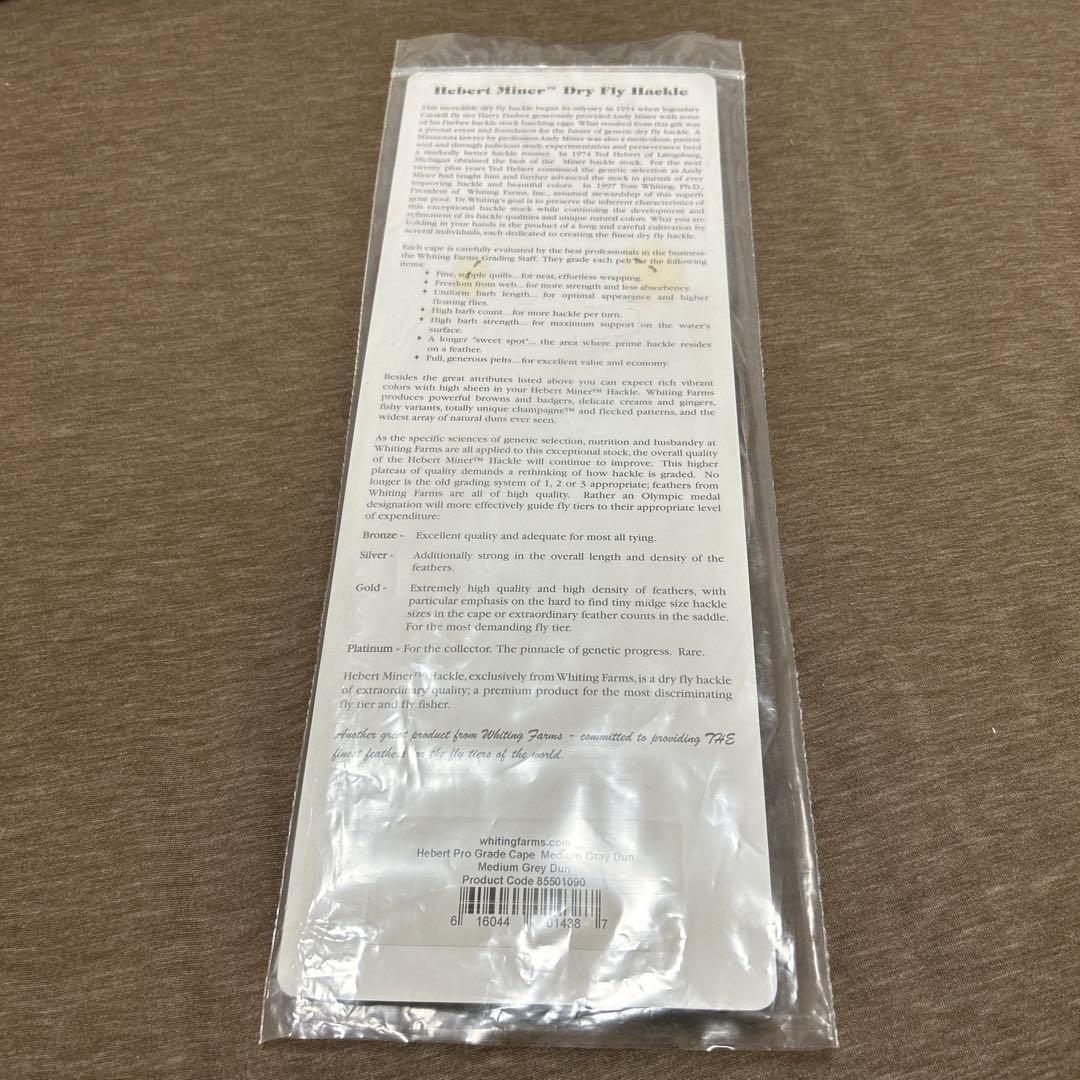 Hebert Miner™ Dry Fly Hackle
This incredible dry fly hackle began its odyssey in 1954 when legendary
Catskill fly tier Harry Darbee generously provided Andy Miner with some
of his Darbee hackle stock hatching eggs. What resulted from this gift was
a pivotal event and foundation for the future of genetic dry fly hackle. A
Minnesota lawyer by profession Andy Miner was also a meticulous, patient
soul and through judicious study, experimentation and perseverance bred
a markedly better hackle rooster. In 1974 Ted Hebert of Laingsburg,
Michigan obtained the best of the Miner hackle stock. For the next
twenty plus years Ted Hebert continued the genetic selection as Andy
Miner had taught him and further advanced the stock in pursuit of ever
improving hackle and beautiful colors. In 1997 Tom Whiting, Ph.D.,
President of Whiting Farms, Inc., assumed stewardship of this superb
gene pool. Dr. Whiting's goal is to preserve the inherent characteristics of
this exceptional hackle stock while continuing the development and
refinement of its hackle qualities and unique natural colors. What you are
holding in your hands is the product of a long and careful cultivation by
several individuals, each dedicated to creating the finest dry fly hackle.
Each cape is carefully evaluated by the best professionals in the business-
the Whiting Farms Grading Staff. They grade each pelt for the following
items:
✦ Fine, supple quills... for neat, effortless wrapping.
✦ Freedom from web... for more strength and less absorbency.
✦ Uniform barb length... for optimal appearance and higher
floating flies.
✦ High barb count... for more hackle per turn.
✦ High barb strength... for maximum support on the water's
surface.
✦ A longer "sweet spot"... the area where prime hackle resides
on a feather.
✦ Full, generous pelts... for excellent value and economy.
Besides the great attributes listed above you can expect rich vibrant
colors with high sheen in your Hebert Miner™ Hackle. Whiting Farms
produces powerful browns and badgers, delicate creams and gingers,
fishy variants, totally unique champagne™ and flecked patterns, and the
widest array of natural duns ever seen.
As the specific sciences of genetic selection, nutrition and husbandry at
Whiting Farms are all applied to this exceptional stock, the overall quality
of the Hebert Miner™ Hackle will continue to improve. This higher
plateau of quality demands a rethinking of how hackle is graded. No
longer is the old grading system of 1, 2 or 3 appropriate; feathers from
Whiting Farms are all of high quality. Rather an Olympic medal
designation will more effectively guide fly tiers to their appropriate level
of expenditure:
Bronze - Excellent quality and adequate for most all tying.
Silver - Additionally strong in the overall length and density of the
feathers.
Gold - Extremely high quality and high density of feathers, with
particular emphasis on the hard to find tiny midge size hackle
sizes in the cape or extraordinary feather counts in the saddle.
For the most demanding fly tier.
Platinum - For the collector. The pinnacle of genetic progress. Rare.
Hebert Miner™ Hackle, exclusively from Whiting Farms, is a dry fly hackle
of extraordinary quality; a premium product for the most discriminating
fly tier and fly fisher.
Another great product from Whiting Farms - committed to providing THE
finest feathers for the fly tiers of the world.
whitingfarms.com
Hebert Pro Grade Cape Medium Gray Dun
Medium Grey Dun
Product Code 85501090
6 16044 01438 7